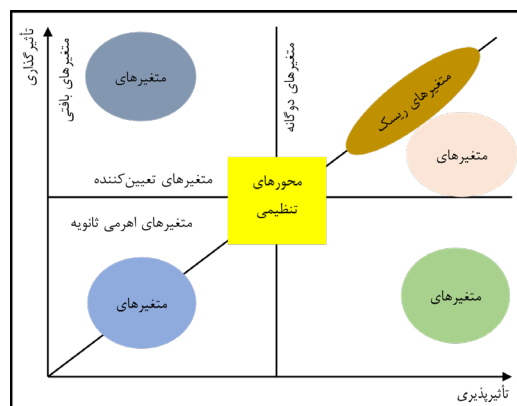 تأثیرگذاری
متغیرهای بافتی
متغیرهای دوگانه
متغیرهای
متغیرهای ریسک
متغیرهای
متغیرهای تعیین‌کننده
محورهای
تنظیمی
متغیرهای اهرمی ثانویه
متغیرهای
متغیرهای
تأثیرپذیری